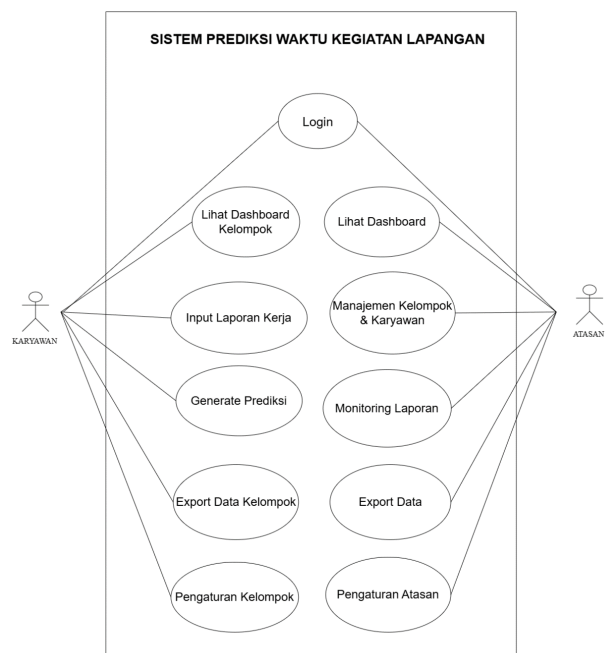 SISTEM PREDIKSI WAKTU KEGIATAN LAPANGAN
Login
Lihat Dashboard
Kelompok
Lihat Dashboard
Input Laporan Kerja
Manajemen Kelompok
& Karyawan
KARYAWAN
ATASAN
Generate Prediksi
Monitoring Laporan
Export Data Kelompok
Export Data
Pengaturan Kelompok
Pengaturan Atasan